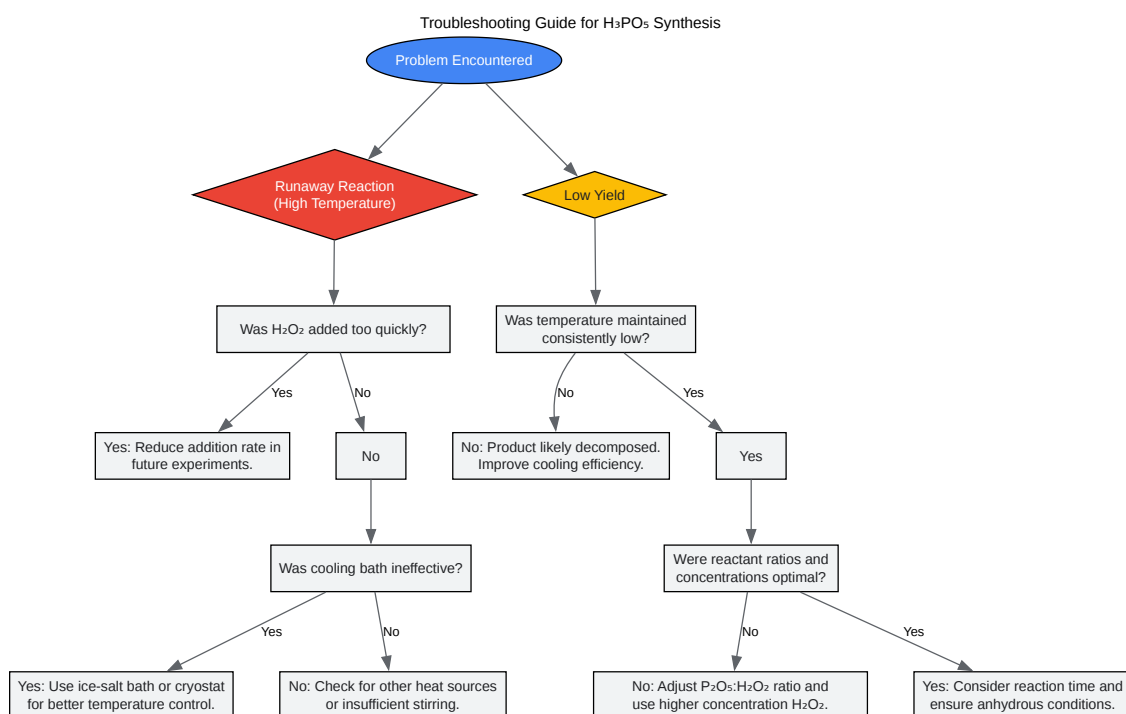 Troubleshooting Guide for H₃PO₅ Synthesis
Problem Encountered
Runaway Reaction
(High Temperature)
Low Yield
Was H₂O₂ added too quickly?
Was temperature maintained
consistently low?
Yes
No
No
Yes
Yes: Reduce addition rate in
future experiments.
No
No: Product likely decomposed.
Improve cooling efficiency.
Yes
Was cooling bath ineffective?
Were reactant ratios and
concentrations optimal?
Yes
No
No
Yes
Yes: Use ice-salt bath or cryostat
for better temperature control.
No: Check for other heat sources
or insufficient stirring.
No: Adjust P₂O₅:H₂O₂ ratio and
use higher concentration H₂O₂.
Yes: Consider reaction time and
ensure anhydrous conditions.